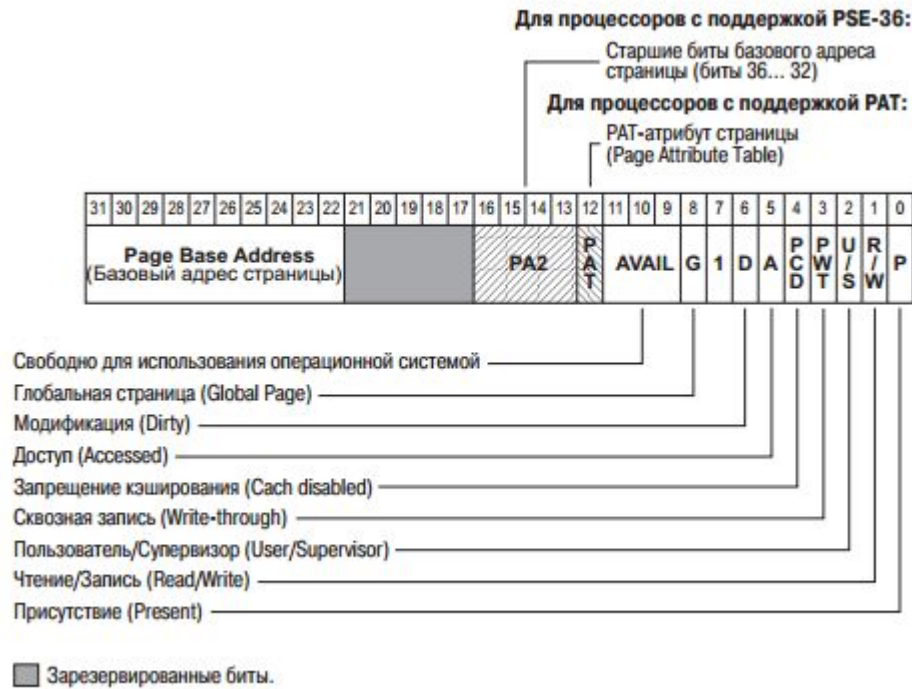 Для процессоров с поддержкой PSE-36:
Старшие биты базового адреса
страницы (биты 36... 32)
Для процессоров с поддержкой PAT:
PAT-атрибут страницы
(Page Attribute Table)
31 30 29 28 27 26 25 24 23 22 21 20 19 18 17 16 15 14 13 12 11 10 9 8 7 6 5 4 3 2 1 0
Page Base Address
(Базовый адрес страницы)
PA2
PAT
AVAIL
G
1
D
A
PCD
PWT
U/S
R/W
P
Свободно для использования операционной системой
Глобальная страница (Global Page)
Модификация (Dirty)
Доступ (Accessed)
Запрещение кэширования (Cach disabled)
Сквозная запись (Write-through)
Пользователь/Супервизор (User/Supervisor)
Чтение/Запись (Read/Write)
Присутствие (Present)
Зарезервированные биты.